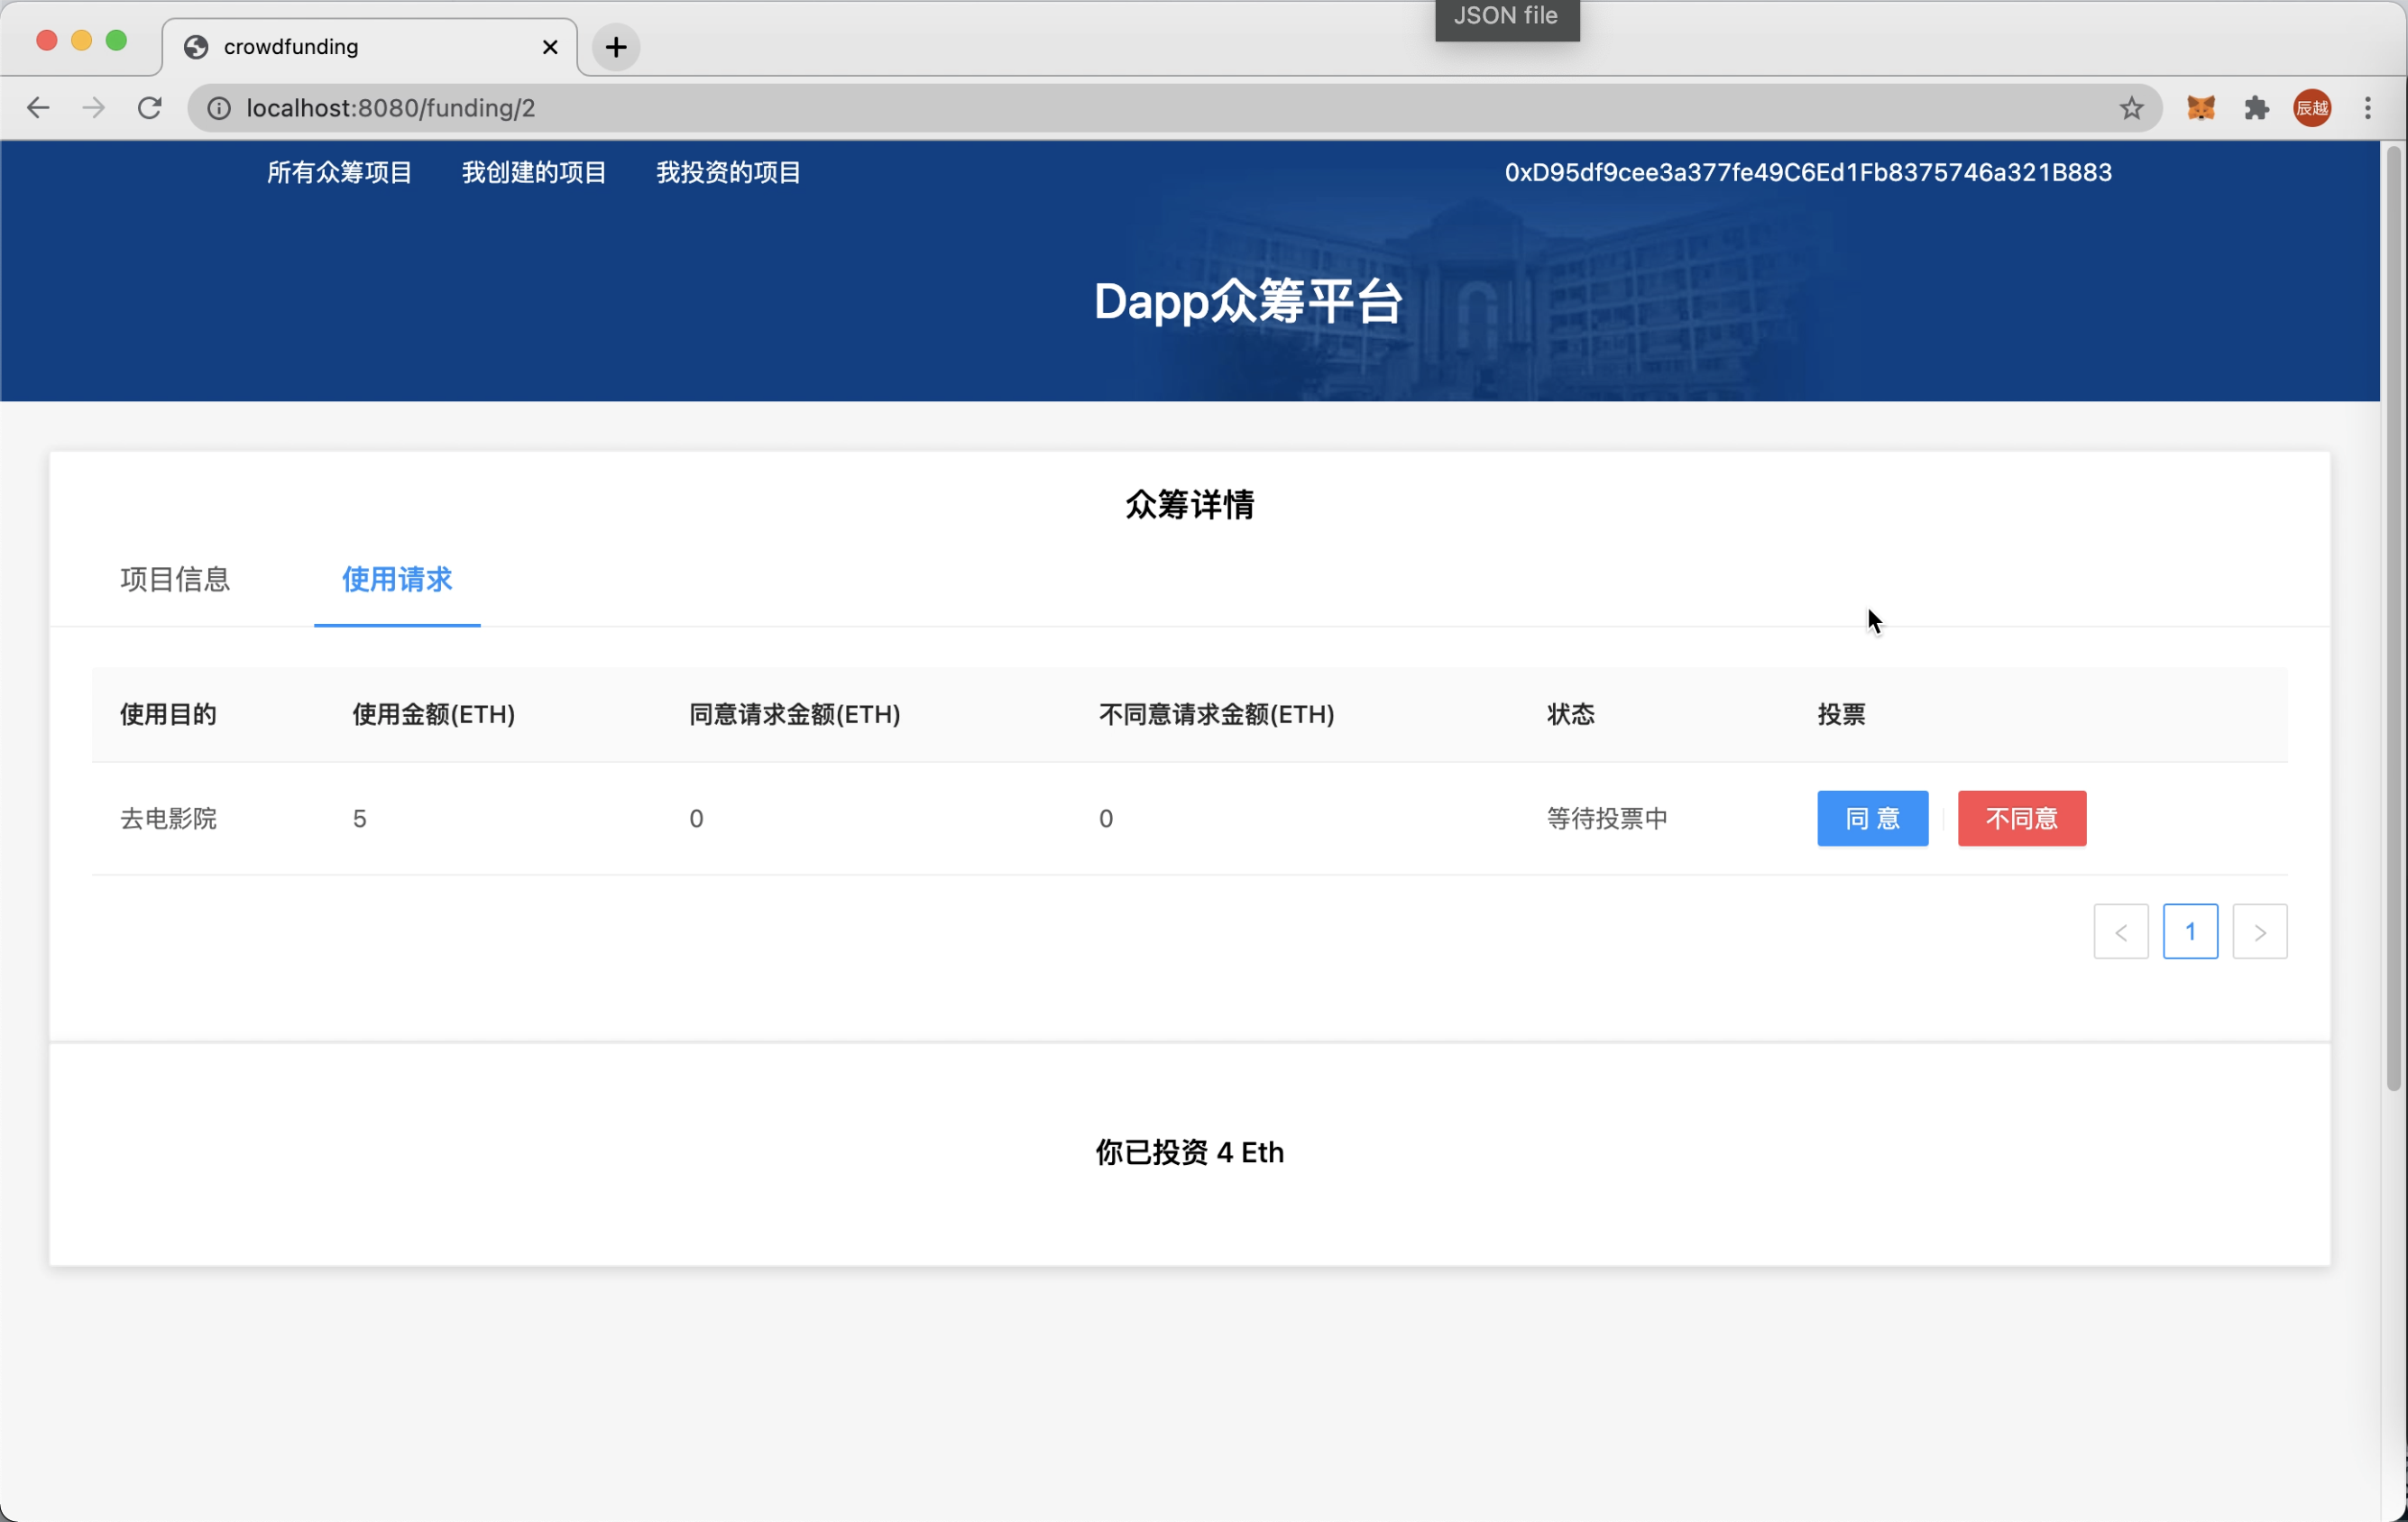 JSON file
crowdfunding
localhost:8080/funding/2
辰越
所有众筹项目 我创建的项目 我投资的项目 0xD95df9cee3a377fe49C6Ed1Fb8375746a321B883
Dapp众筹平台
众筹详情
项目信息 使用请求
使用目的 使用金额(ETH) 同意请求金额(ETH) 不同意请求金额(ETH) 状态 投票
去电影院 5 0 0 等待投票中 同 意 不同意
< 1 >
你已投资 4 Eth